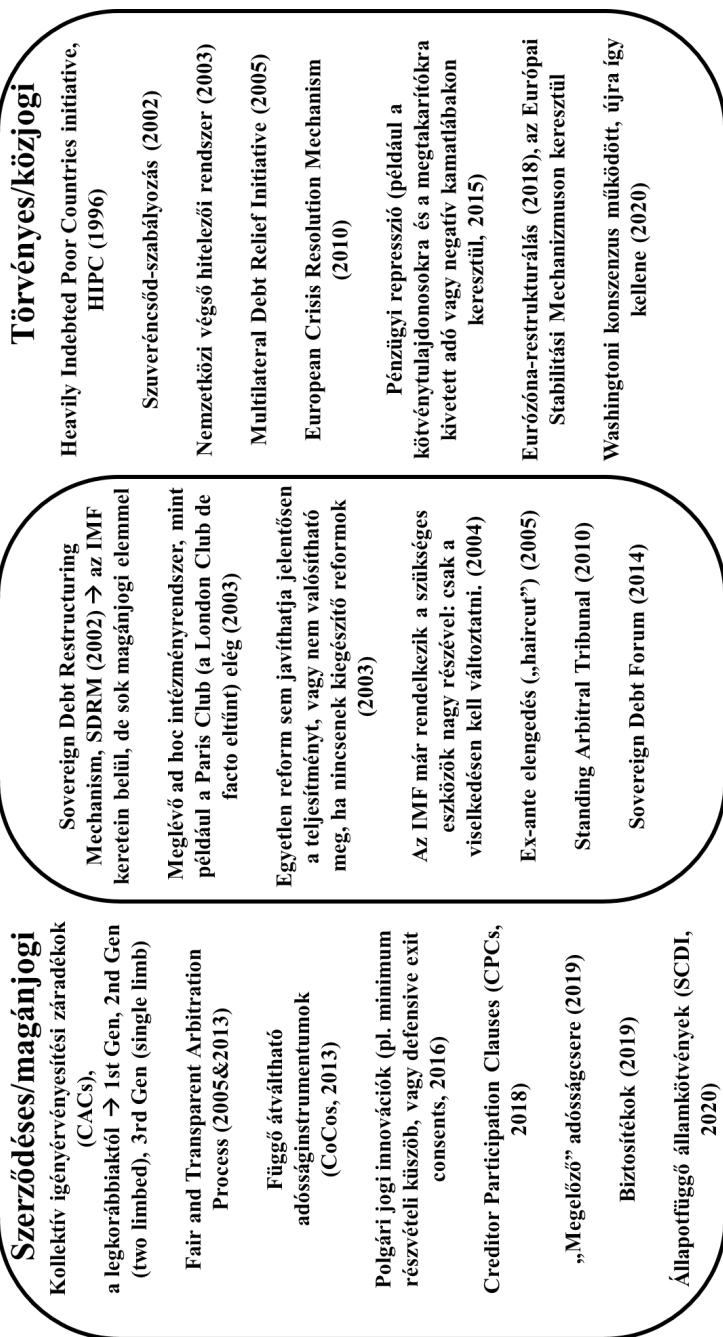 Szerződéses/magánjogi
Kollektív igényérvényesítési záradékok
(CACs),
a legkorábbiaktól → 1st Gen, 2nd Gen
(two limbed), 3rd Gen (single limb)
Fair and Transparent Arbitration
Process (2005&2013)
Függő átváltható
adósságinstrumentumok
(CoCos, 2013)
Polgári jogi innovációk (pl. minimum
részvételi küszöb, vagy defensive exit
consents, 2016)
Creditor Participation Clauses (CPCs,
2018)
„Megelőző” adósságcsere (2019)
Biztosítékok (2019)
Állapotfüggő államkötvények (SCDI,
2020)
Sovereign Debt Restructuring
Mechanism, SDRM (2002) → az IMF
keretein belül, de sok magánjogi elemmel
Meglévő ad hoc intézményrendszer, mint
például a Paris Club (a London Club de
facto eltűnt) elég (2003)
Egyetlen reform sem javíthatja jelentősen
a teljesítményt, vagy nem valósítható
meg, ha nincsenek kiegészítő reformok
(2003)
Az IMF már rendelkezik a szükséges
eszközök nagy részével: csak a
viselkedésen kell változtatni. (2004)
Ex-ante elengedés („haircut”) (2005)
Standing Arbitral Tribunal (2010)
Sovereign Debt Forum (2014)
Törvényes/közjogi
Heavily Indebted Poor Countries initiative,
HIPC (1996)
Szuveréncsőd-szabályozás (2002)
Nemzetközi végső hitelezői rendszer (2003)
Multilateral Debt Relief Initiative (2005)
European Crisis Resolution Mechanism
(2010)
Pénzügyi represszió (például a
kötvénytulajdonosokra és a megtakarítókra
kivetett adó vagy negatív kamatlábakon
keresztül, 2015)
Eurózóna-restrukturálás (2018), az Európai
Stabilitási Mechanizmuson keresztül
Washingtoni konszenzus működött, újra így
kellene (2020)